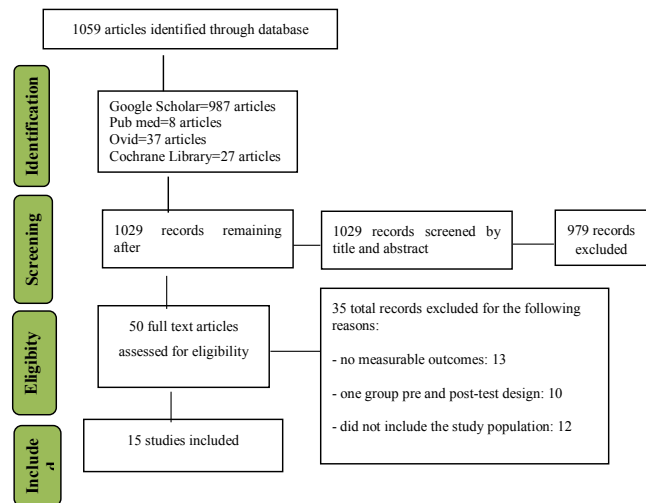 1059 articles identified through database
Identification
Google Scholar=987 articles
Pub med=8 articles
Ovid=37 articles
Cochrane Library=27 articles
Screening
1029 records remaining
after
1029 records screened by
title and abstract
979 records
excluded
Eligibity
50 full text articles
assessed for eligibility
35 total records excluded for the following
reasons:
- no measurable outcomes: 13
- one group pre and post-test design: 10
- did not include the study population: 12
Include
d
15 studies included